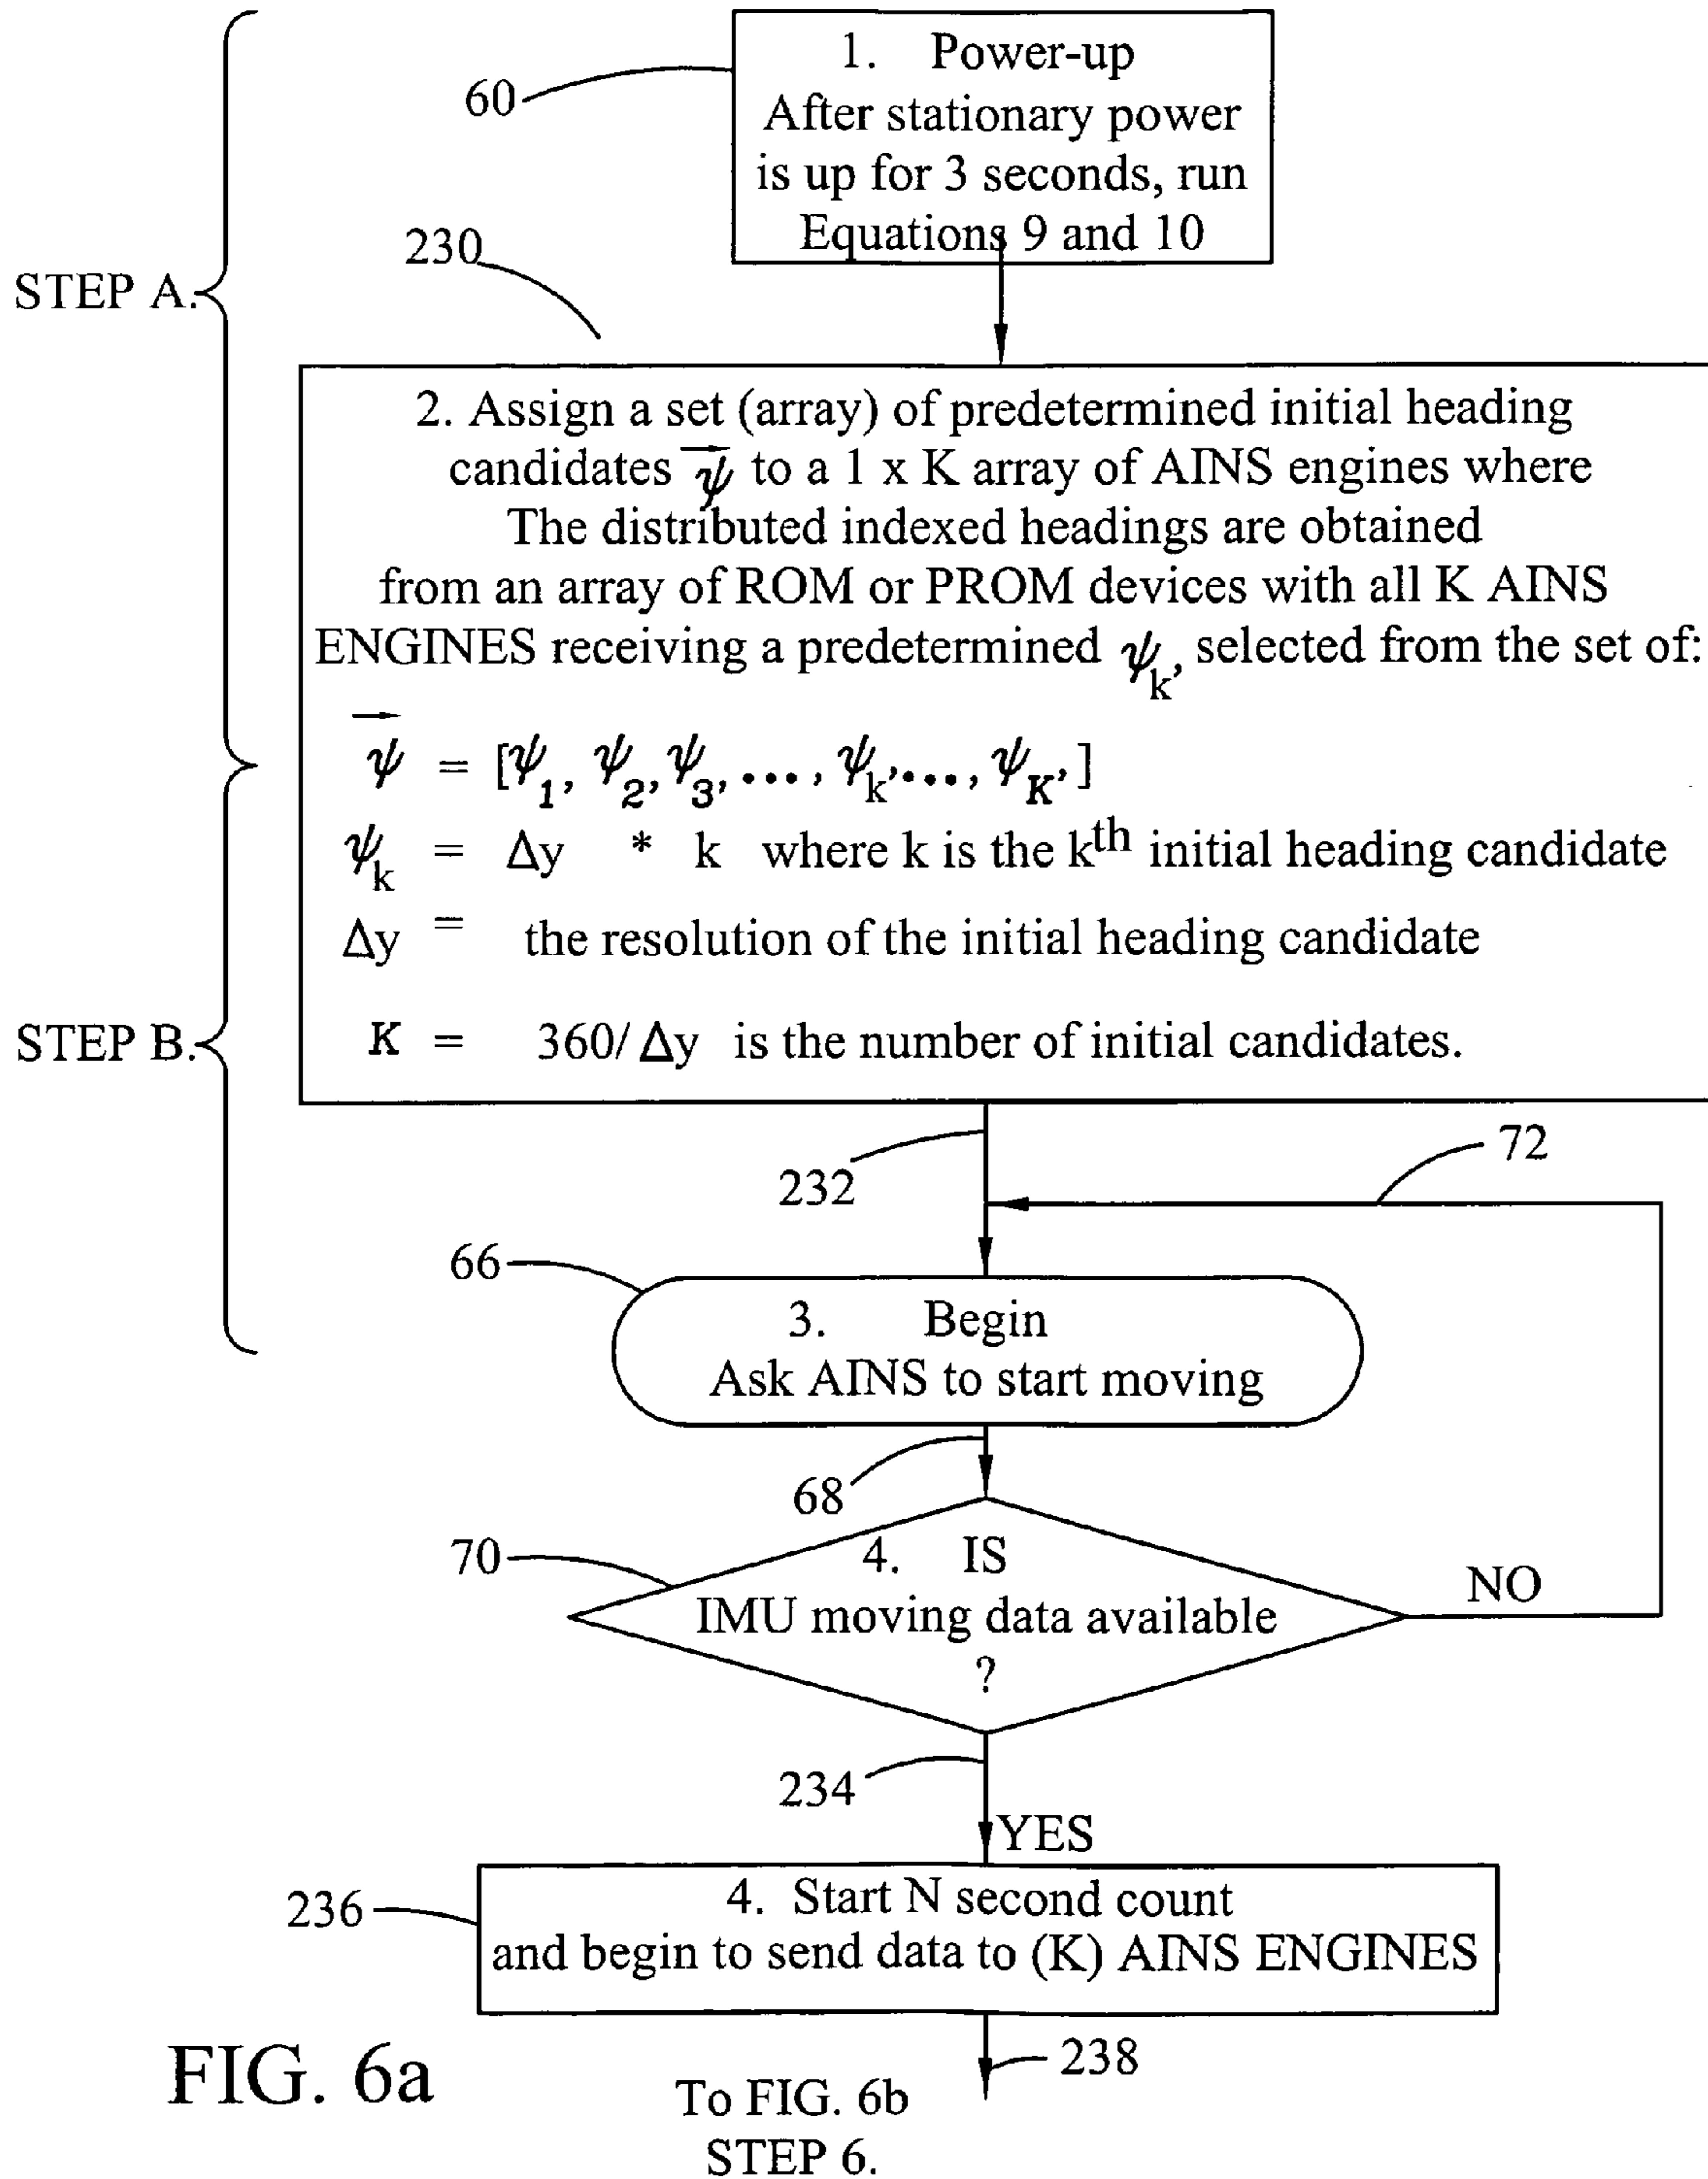 1. Power-up
60
After stationary power
is up for 3 seconds, run
Equations 9 and 10
230
STEP A.
2. Assign a set (array) of predetermined initial heading
candidates ψ⃗ to a 1 x K array of AINS engines where
The distributed indexed headings are obtained
from an array of ROM or PROM devices with all K AINS
ENGINES receiving a predetermined ψk, selected from the set of:
ψ⃗ = [ψ1, ψ2, ψ3, ..., ψk, ..., ψK, ]
ψk = Δy * k where k is the kth initial heading candidate
Δy = the resolution of the initial heading candidate
STEP B.
K = 360/Δy is the number of initial candidates.
72
232
66
3. Begin
Ask AINS to start moving
68
70
4. IS
IMU moving data available
?
NO
234
YES
236
4. Start N second count
and begin to send data to (K) AINS ENGINES
238
FIG. 6a
To FIG. 6b
STEP 6.